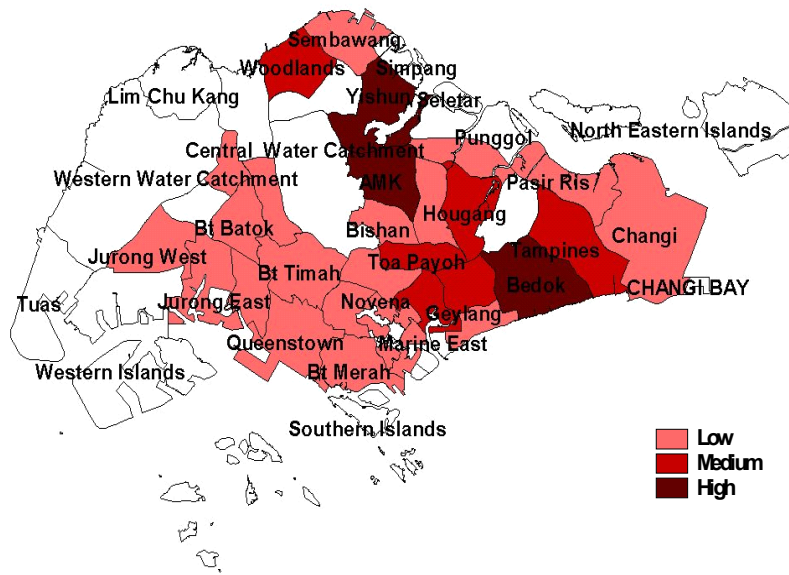 Sembawang
Woodlands
Simpang
Lim Chu Kang
Yishun
Seletar
Punggol
North Eastern Islands
Central Water Catchment
Western Water Catchment
AMK
Pasir Ris
Hougang
Bt Batok
Bishan
Changi
Jurong West
Tampines
Toa Payoh
Bt Timah
Bedok
CHANGI BAY
Tuas
Jurong East
Novena
Geylang
Queenstown
Marine East
Western Islands
Bt Merah
Southern Islands
Low
Medium
High